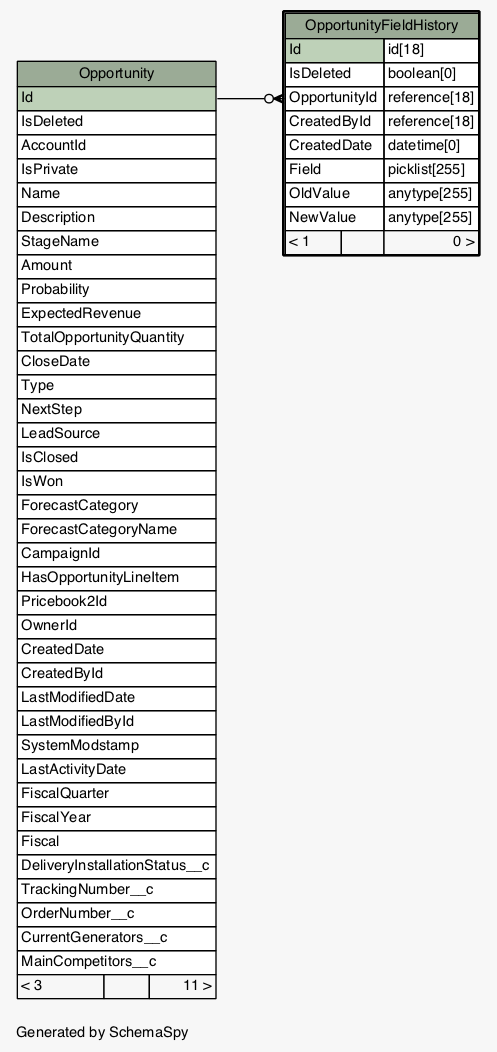 Opportunity
Id
IsDeleted
AccountId
IsPrivate
Name
Description
StageName
Amount
Probability
ExpectedRevenue
TotalOpportunityQuantity
CloseDate
Type
NextStep
LeadSource
IsClosed
IsWon
ForecastCategory
ForecastCategoryName
CampaignId
HasOpportunityLineItem
Pricebook2Id
OwnerId
CreatedDate
CreatedById
LastModifiedDate
LastModifiedById
SystemModstamp
LastActivityDate
FiscalQuarter
FiscalYear
Fiscal
DeliveryInstallationStatus__c
TrackingNumber__c
OrderNumber__c
CurrentGenerators__c
MainCompetitors__c
< 3 11 >
OpportunityFieldHistory
Id id[18]
IsDeleted boolean[0]
OpportunityId reference[18]
CreatedById reference[18]
CreatedDate datetime[0]
Field picklist[255]
OldValue anytype[255]
NewValue anytype[255]
< 1 0 >
Generated by SchemaSpy